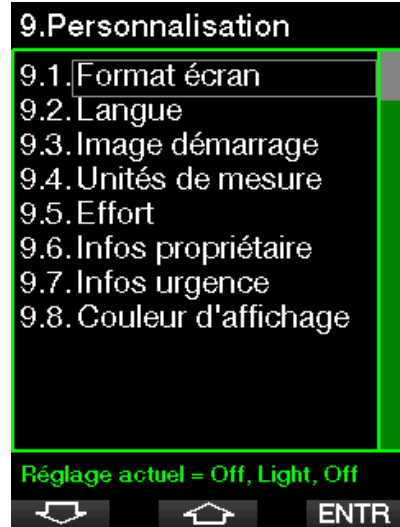 9.Personnalisation
9.1. Format écran
9.2. Langue
9.3. Image démarrage
9.4. Unités de mesure
9.5. Effort
9.6. Infos propriétaire
9.7. Infos urgence
9.8. Couleur d'affichage
Réglage actuel = Off, Light, Off
ENTR